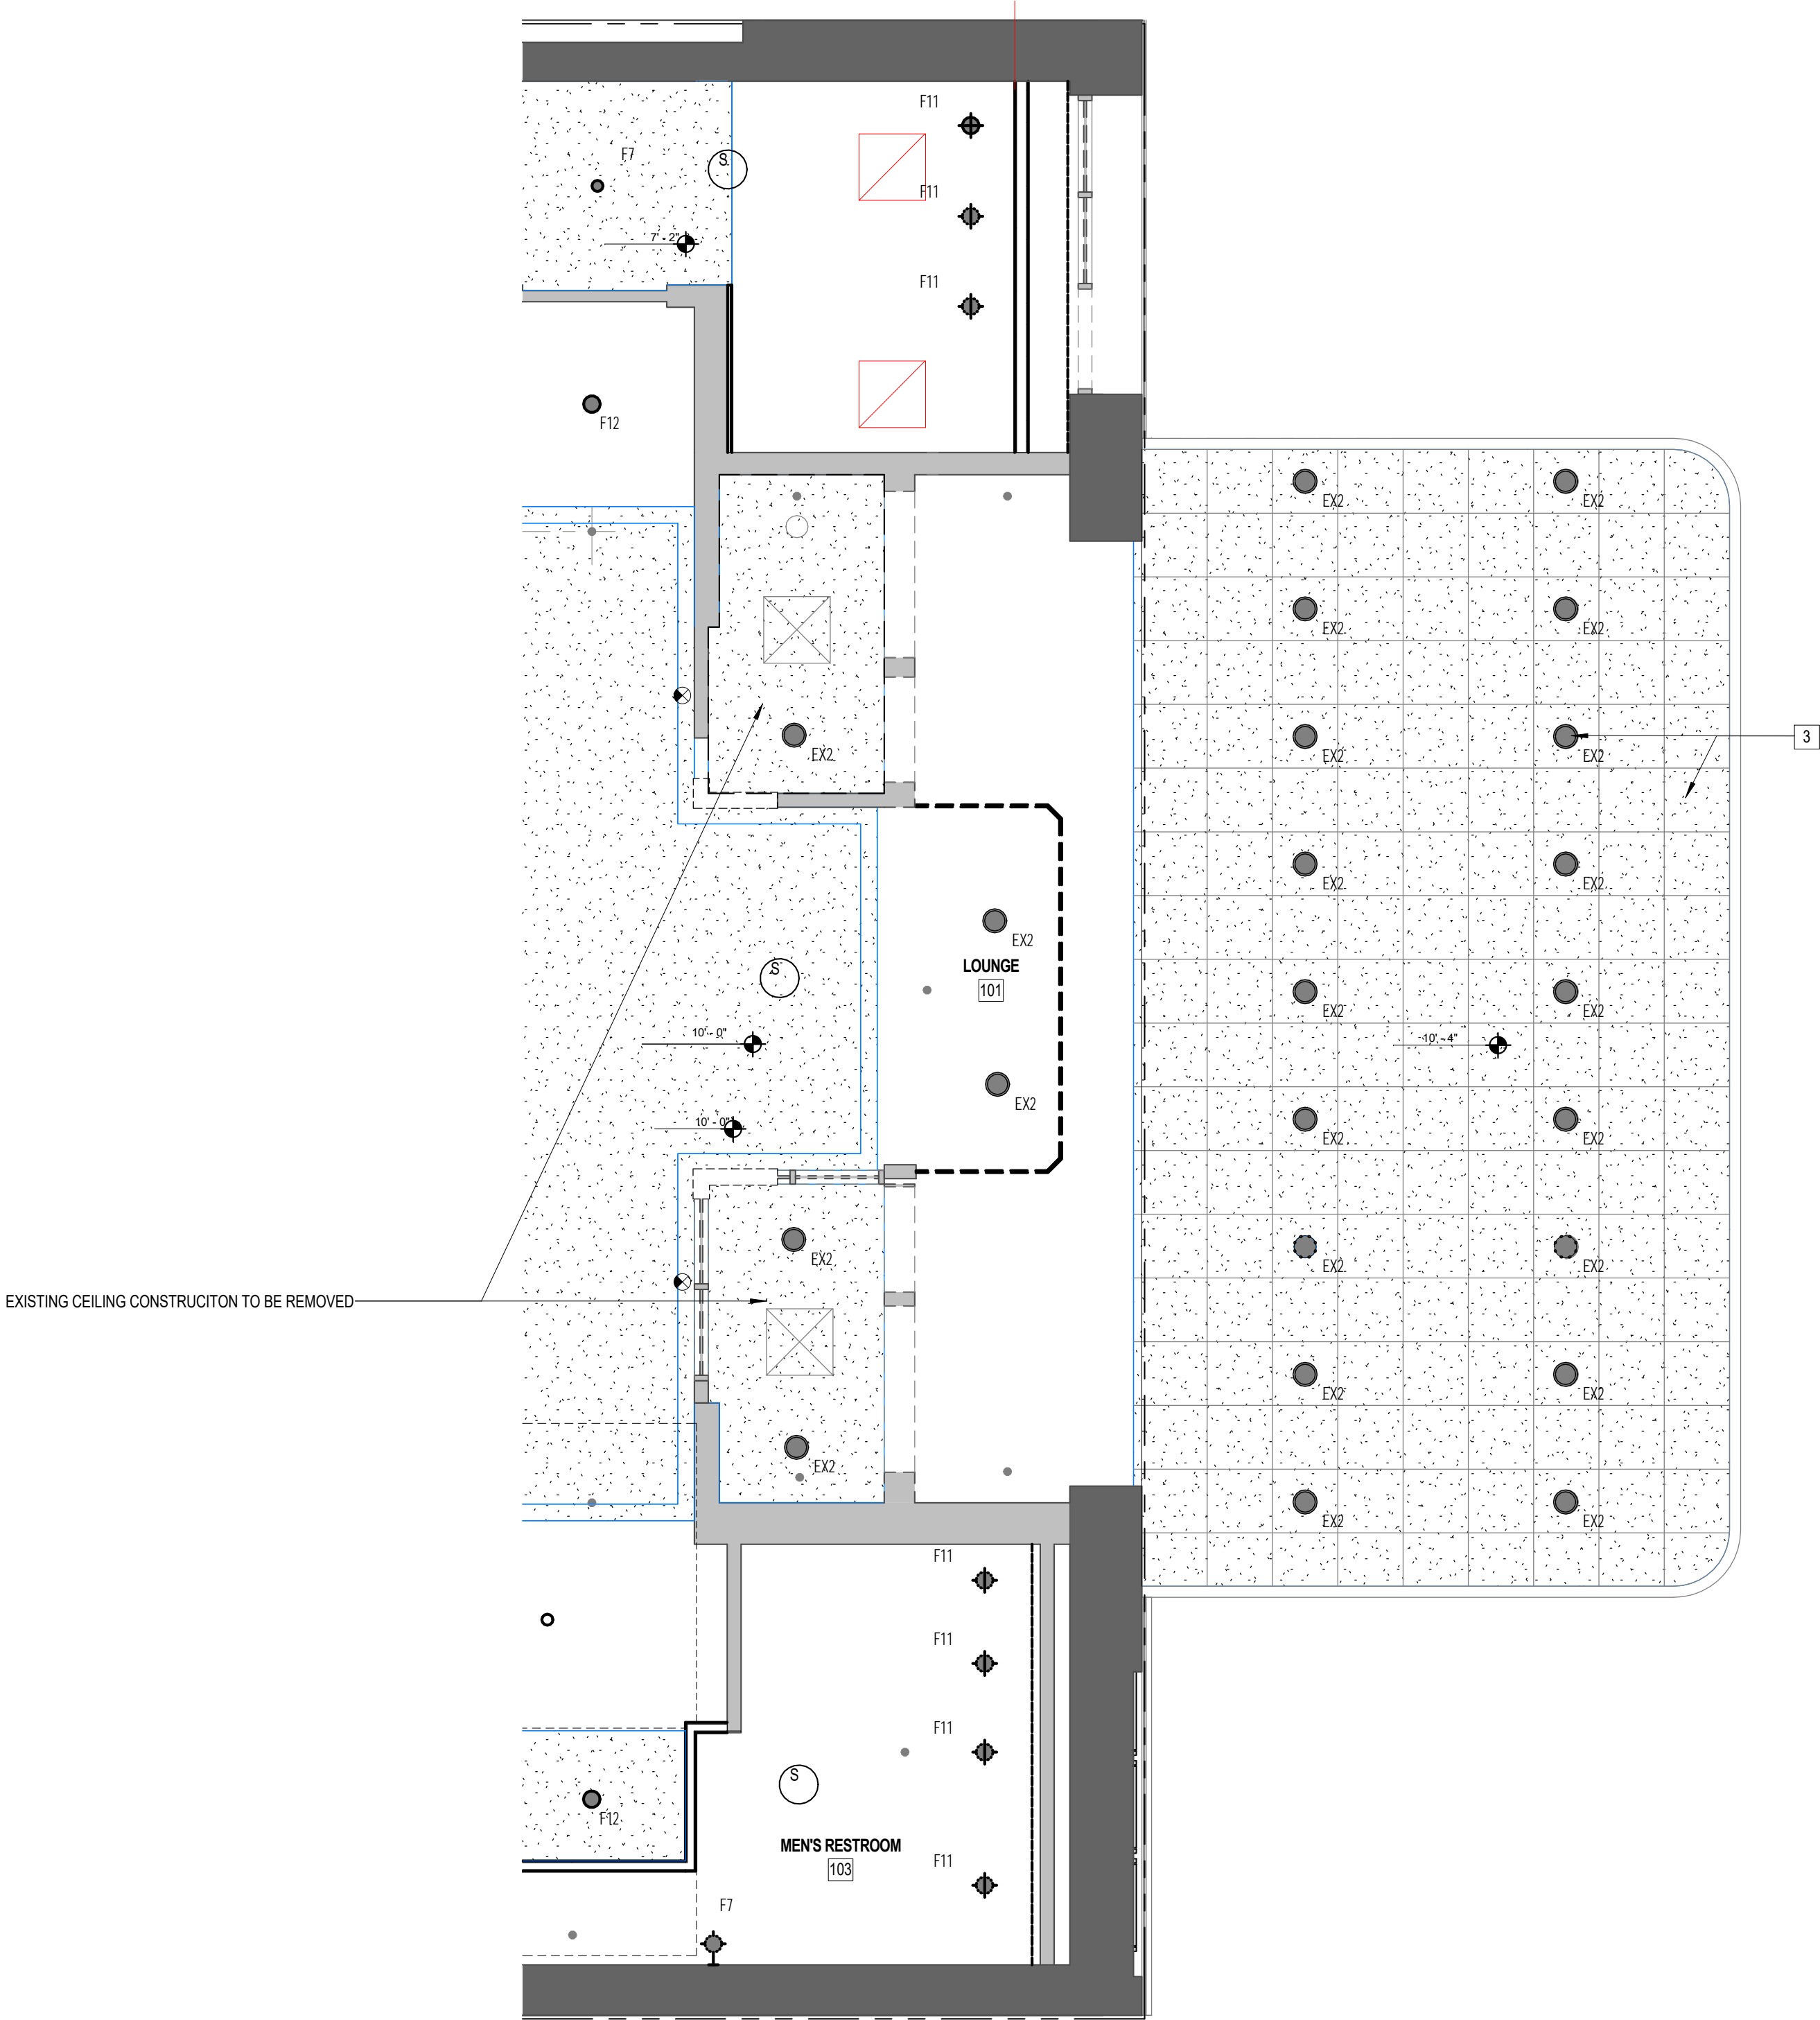 F11
F7
S
F11
7' - 2"
F11
F12
EX2
EX2
EX2
EX2
EX2
EX2
EX2
3
EX2
EX2
EX2
LOUNGE
S
101
EX2
EX2
10' - 0"
10' - 4"
EX2
10' - 0"
EX2
EX2
EX2
EX2
EX2
EXISTING CEILING CONSTRUCITON TO BE REMOVED
EX2
EX2
EX2
EX2
EX2
F11
F11
F11
S
F12
MEN'S RESTROOM
103
F11
F7